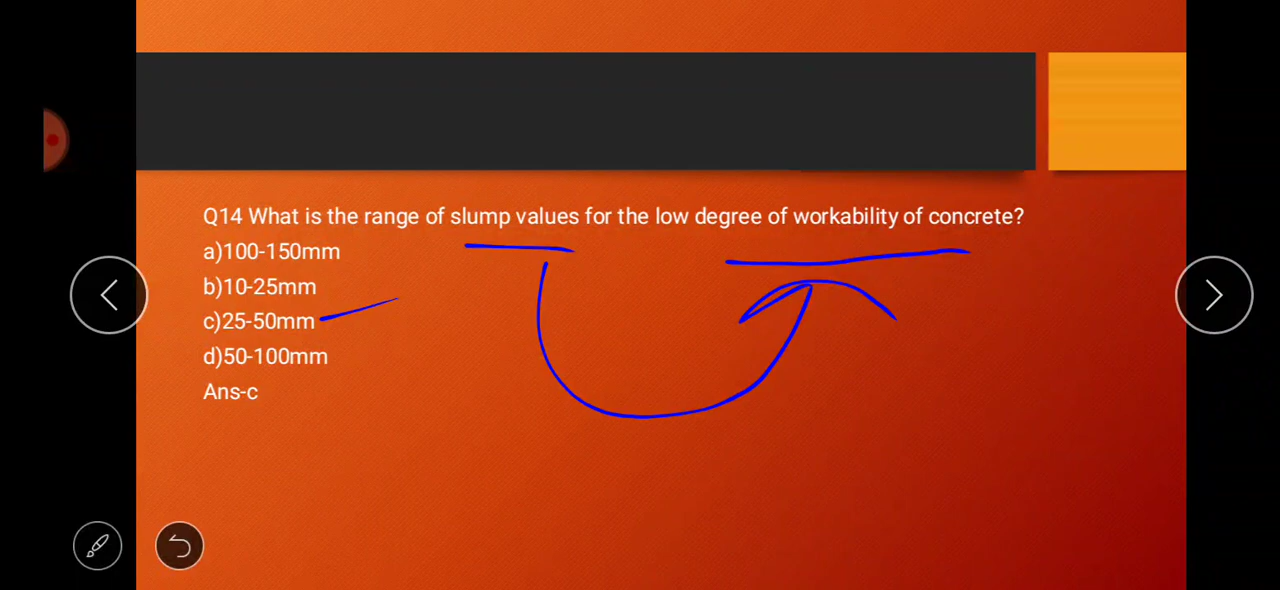 Q14 What is the range of slump values for the low degree of workability of concrete?
a)100-150mm
b)10-25mm
c)25-50mm
d)50-100mm
Ans-c